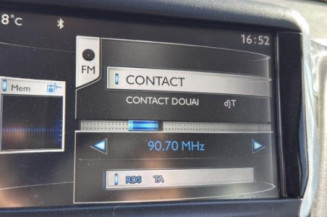 8°c
16:52
FM
CONTACT
Mem
CONTACT DOUAI
90.70 MHz
RDS TA